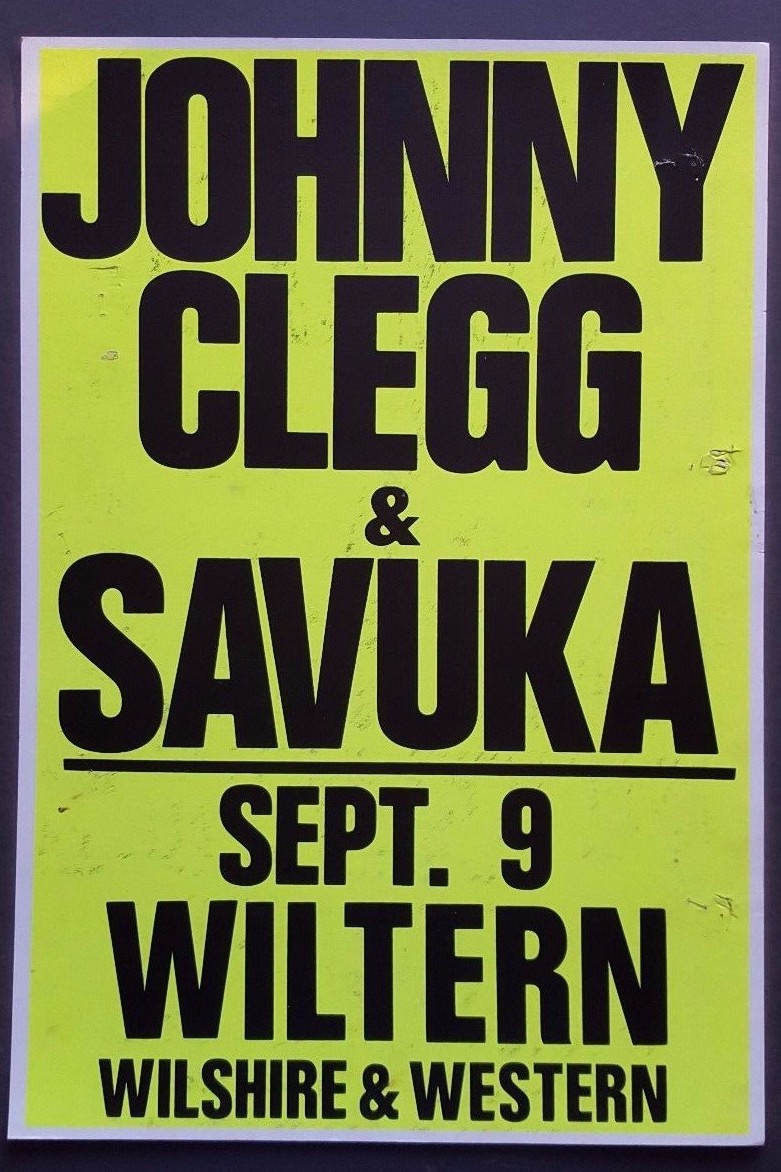 JOHNNY
CLEGG
&
SAVUKA
SEPT. 9
WILTERN
WILSHIRE & WESTERN